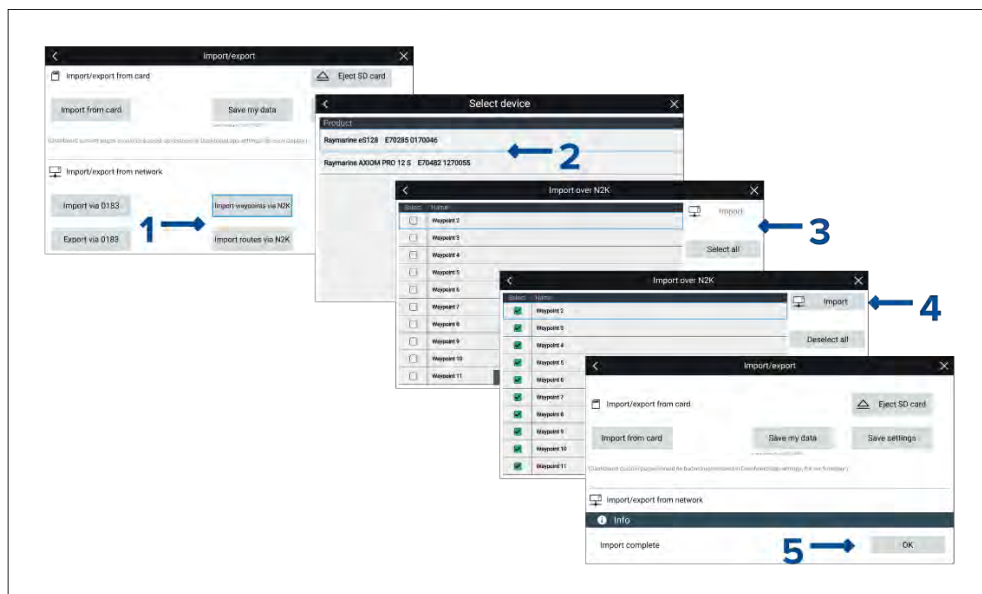 Import/export
Import/export from card
Eject SD card
Import from card
Save my data
Import/export from network
Import via 0183
Import waypoints via N2K
Export via 0183
Import routes via N2K
1
Select device
Product
Raymarine eS128 E70285 0170046
Raymarine AXIOM PRO 12 S E70482 1270055
2
Import over N2K
Select Name
Import
Select all
Waypoint 2
Waypoint 3
Waypoint 4
Waypoint 5
Waypoint 6
Waypoint 7
Waypoint 8
Waypoint 9
Waypoint 10
Waypoint 11
3
Import over N2K
Select Name
Import
Deselect all
Waypoint 2
Waypoint 3
Waypoint 4
Waypoint 5
Waypoint 6
Waypoint 7
Waypoint 8
Waypoint 9
Waypoint 10
Waypoint 11
4
Import/export
Import/export from card
Eject SD card
Import from card
Save my data
Save settings
Import/export from network
Info
Import complete
OK
5